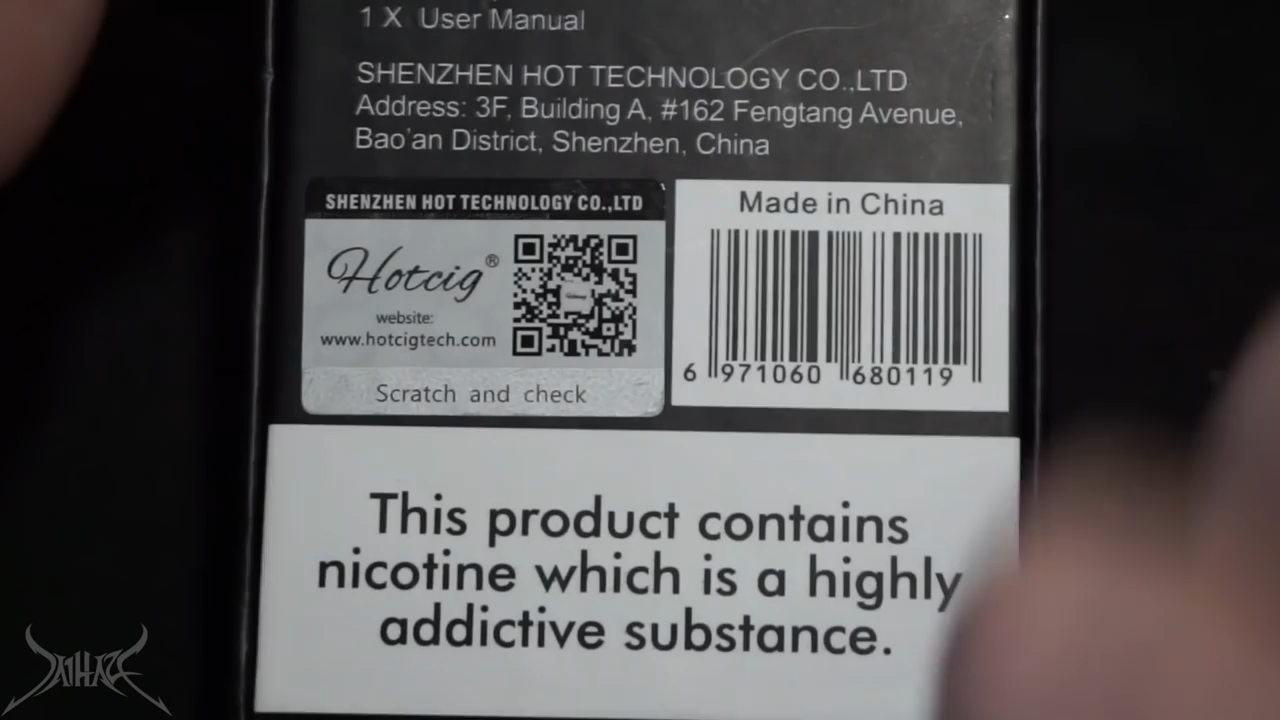 1 X User Manual
SHENZHEN HOT TECHNOLOGY CO.,LTD
Address: 3F, Building A, #162 Fengtang Avenue,
Bao'an District, Shenzhen, China
SHENZHEN HOT TECHNOLOGY CO.,LTD
Hotcig®
website:
www.hotcigtech.com
Scratch and check
Made in China
6 971060 680119
This product contains
nicotine which is a highly
addictive substance.
DAIHAZE